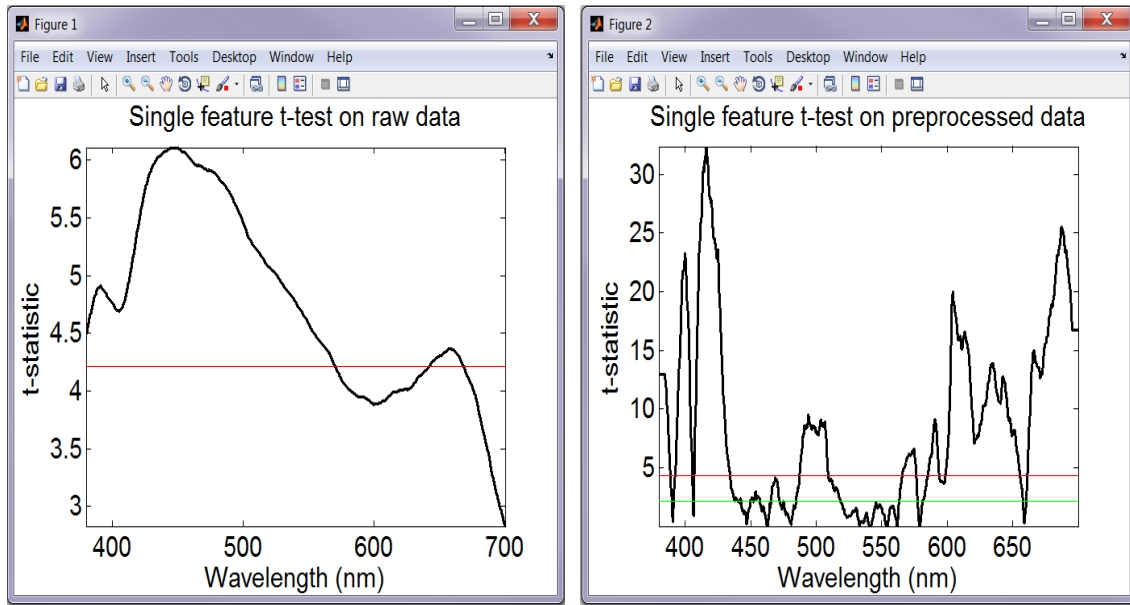 Figure 1
File Edit View Insert Tools Desktop Window Help
Single feature t-test on raw data
6
5.5
5
4.5
4
3.5
3
t-statistic
400 500 600 700
Wavelength (nm)
Figure 2
File Edit View Insert Tools Desktop Window Help
Single feature t-test on preprocessed data
30
25
20
15
10
5
t-statistic
400 450 500 550 600 650
Wavelength (nm)